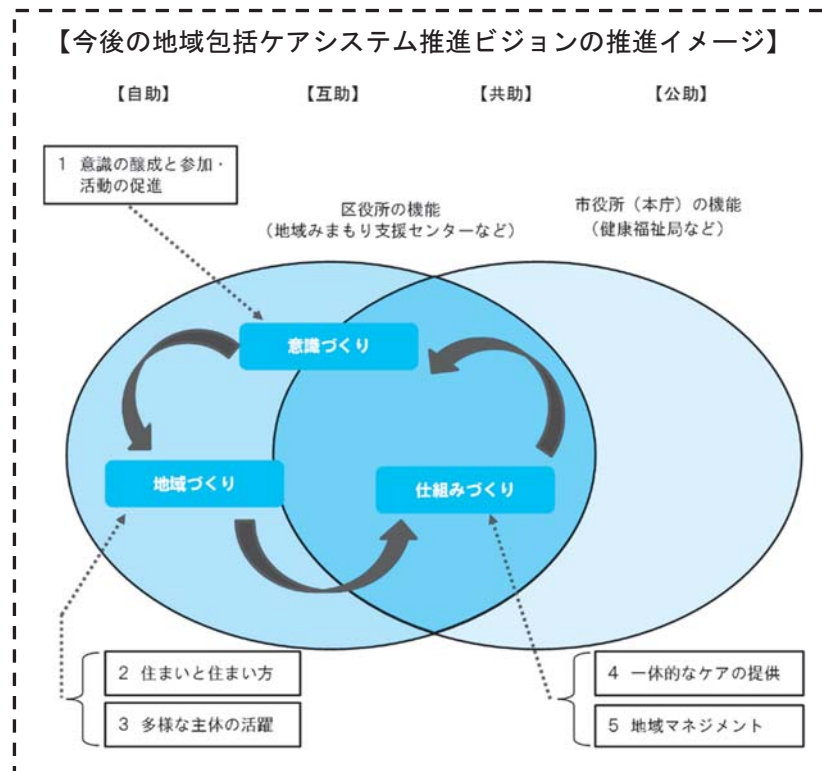 【今後の地域包括ケアシステム推進ビジョンの推進イメージ】
【自助】 【互助】 【共助】 【公助】
1 意識の醸成と参加・
活動の促進
区役所の機能
(地域みまもり支援センターなど)
市役所(本庁)の機能
(健康福祉局など)
意識づくり
地域づくり
仕組みづくり
2 住まいと住まい方
3 多様な主体の活躍
4 一体的なケアの提供
5 地域マネジメント